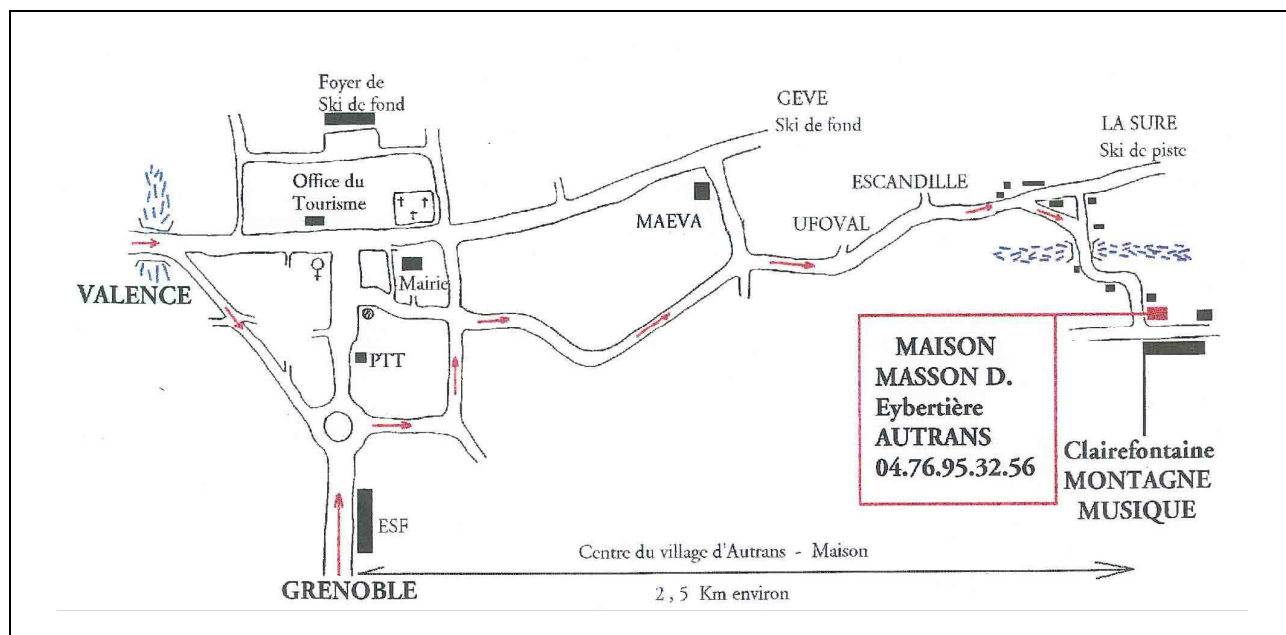 Foyer de
Ski de fond
GEVE
Ski de fond
LA SURE
Ski de piste
Office du
Tourisme
ESCANDILLE
MAEVA
UFOVAL
VALENCE
Mairie
PTT
MAISON
MASSON D.
Eybertière
AUTRANS
04.76.95.32.56
Clairefontaine
MONTAGNE
MUSIQUE
ESF
GRENOBLE
Centre du village d'Autrans - Maison
2 , 5 Km environ